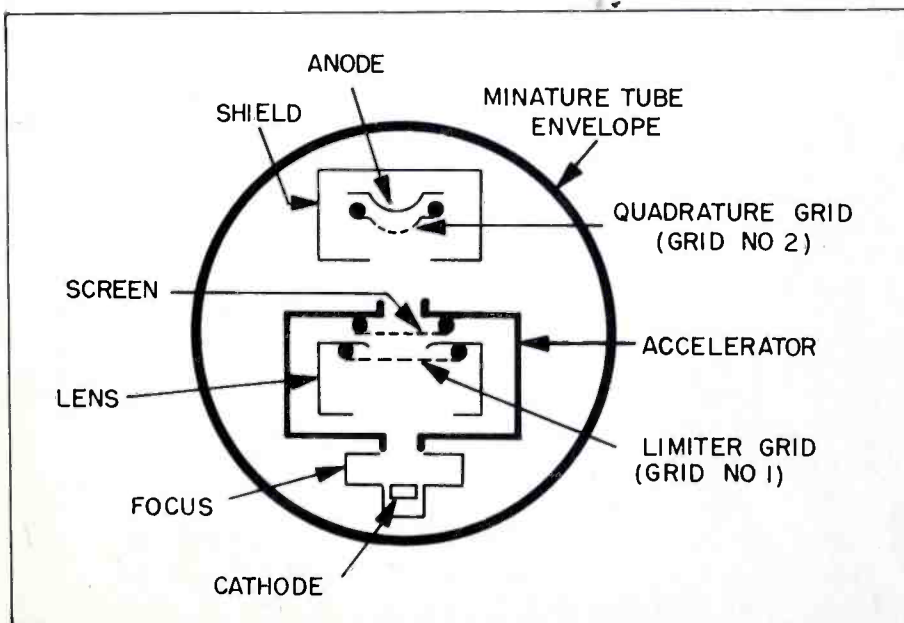 ANODE
SHIELD
MINATURE TUBE
ENVELOPE
QUADRATURE GRID
(GRID NO 2)
SCREEN
ACCELERATOR
LENS
LIMITER GRID
(GRID NO 1)
FOCUS
CATHODE